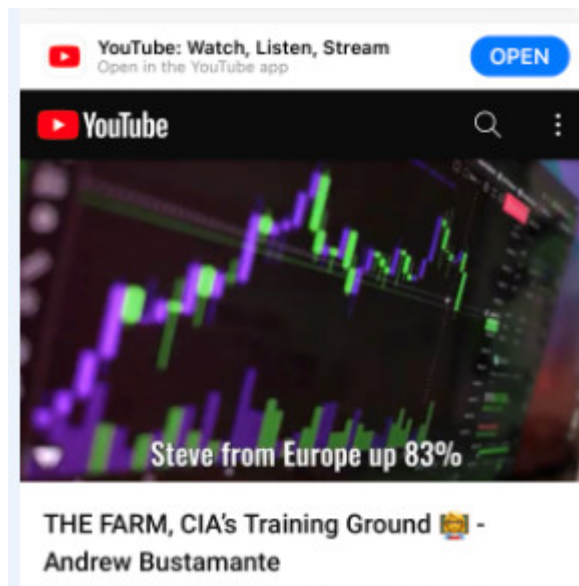 YouTube: Watch, Listen, Stream
Open in the YouTube app
OPEN
YouTube
Steve from Europe up 83%
THE FARM, CIA's Training Ground 👩‍🌾 -
Andrew Bustamante